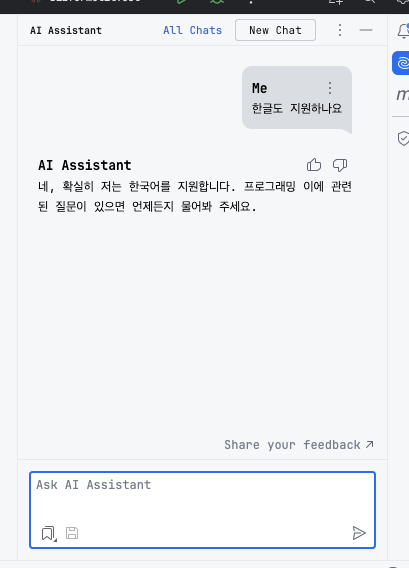 AI Assistant
All Chats
New Chat
Me
한글도 지원하나요
AI Assistant
네, 확실히 저는 한국어를 지원합니다. 프로그래밍 이에 관련
된 질문이 있으면 언제든지 물어봐 주세요.
Share your feedback
Ask AI Assistant